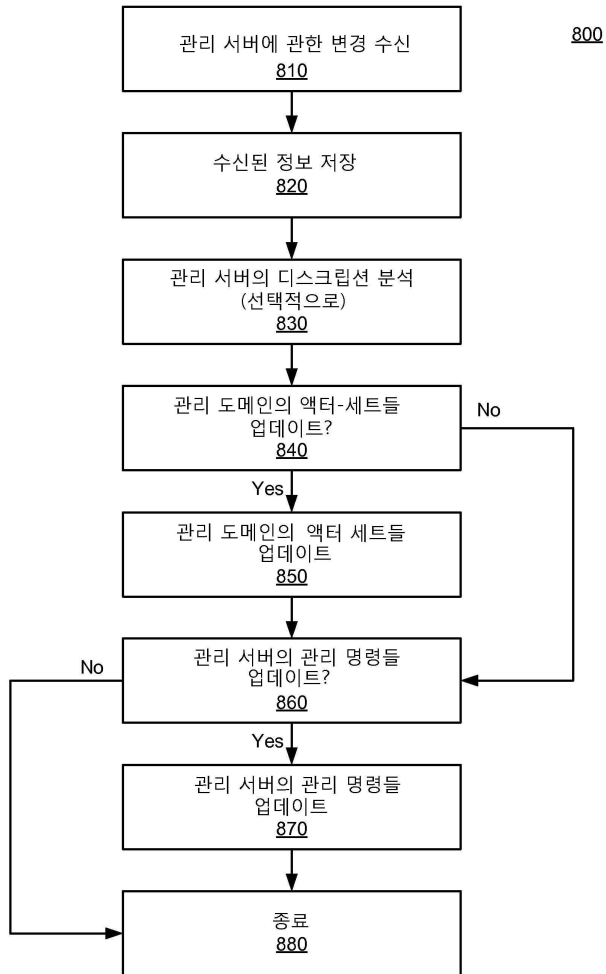 800
관리 서버에 관한 변경 수신
810
수신된 정보 저장
820
관리 서버의 디스크립션 분석
(선택적으로)
830
관리 도메인의 액터-세트들
업데이트?
840
No
Yes
관리 도메인의 액터 세트들
업데이트
850
관리 서버의 관리 명령들
업데이트?
860
No
Yes
관리 서버의 관리 명령들
업데이트
870
종료
880